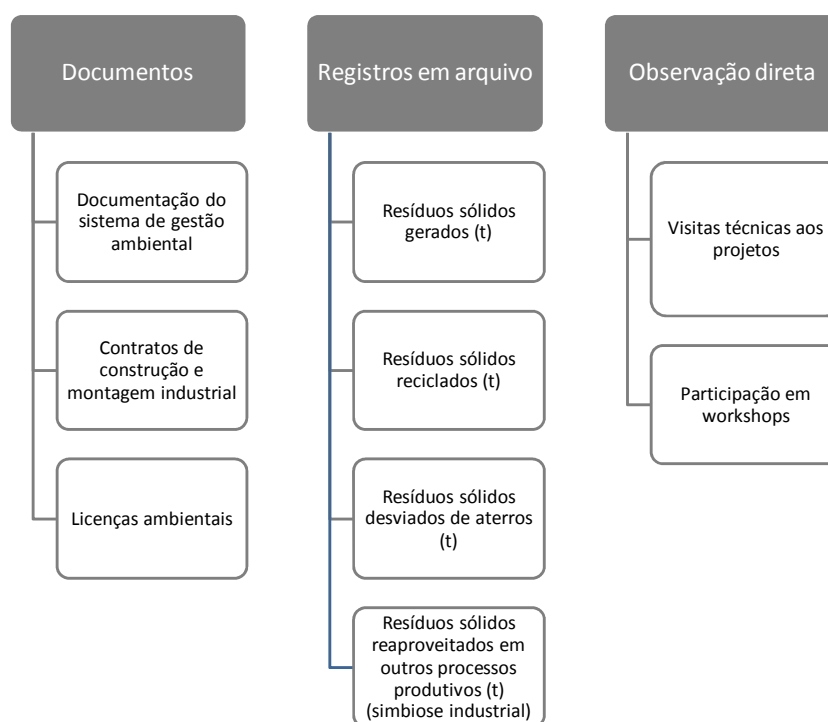 Documentos
Documentação do
sistema de gestão
ambiental
Contratos de
construção e
montagem industrial
Licenças ambientais
Registros em arquivo
Resíduos sólidos
gerados (t)
Resíduos sólidos
reciclados (t)
Resíduos sólidos
desviados de aterros
(t)
Resíduos sólidos
reaproveitados em
outros processos
produtivos (t)
(simbiose industrial)
Observação direta
Visitas técnicas aos
projetos
Participação em
workshops